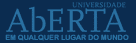 UNIVERSIDADE
AbERTA
EM QUALQUER LUGAR DO MUNDO